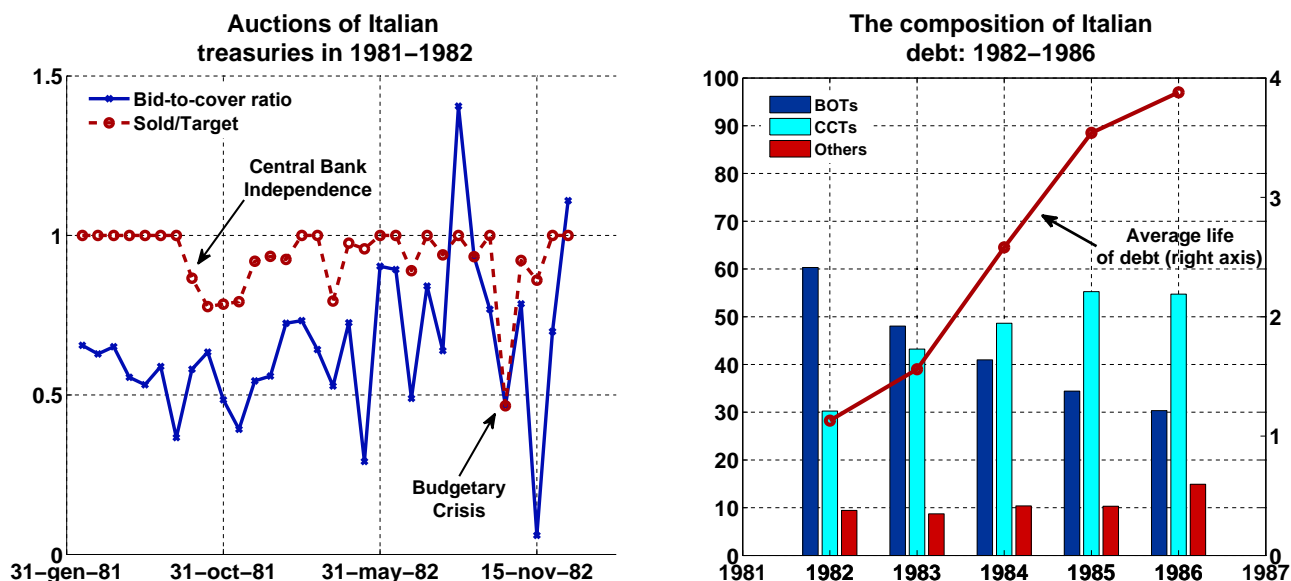 Auctions of Italian
treasuries in 1981−1982
1.5
1
0.5
0
Bid-to-cover ratio
Sold/Target
Central Bank
Independence
Budgetary
Crisis
31−gen−81
31−oct−81
31−may−82
15−nov−82
The composition of Italian
debt: 1982−1986
100
90
80
70
60
50
40
30
20
10
0
BOTs
CCTs
Others
Average life
of debt (right axis)
4
3
2
1
0
1981
1982
1983
1984
1985
1986
1987